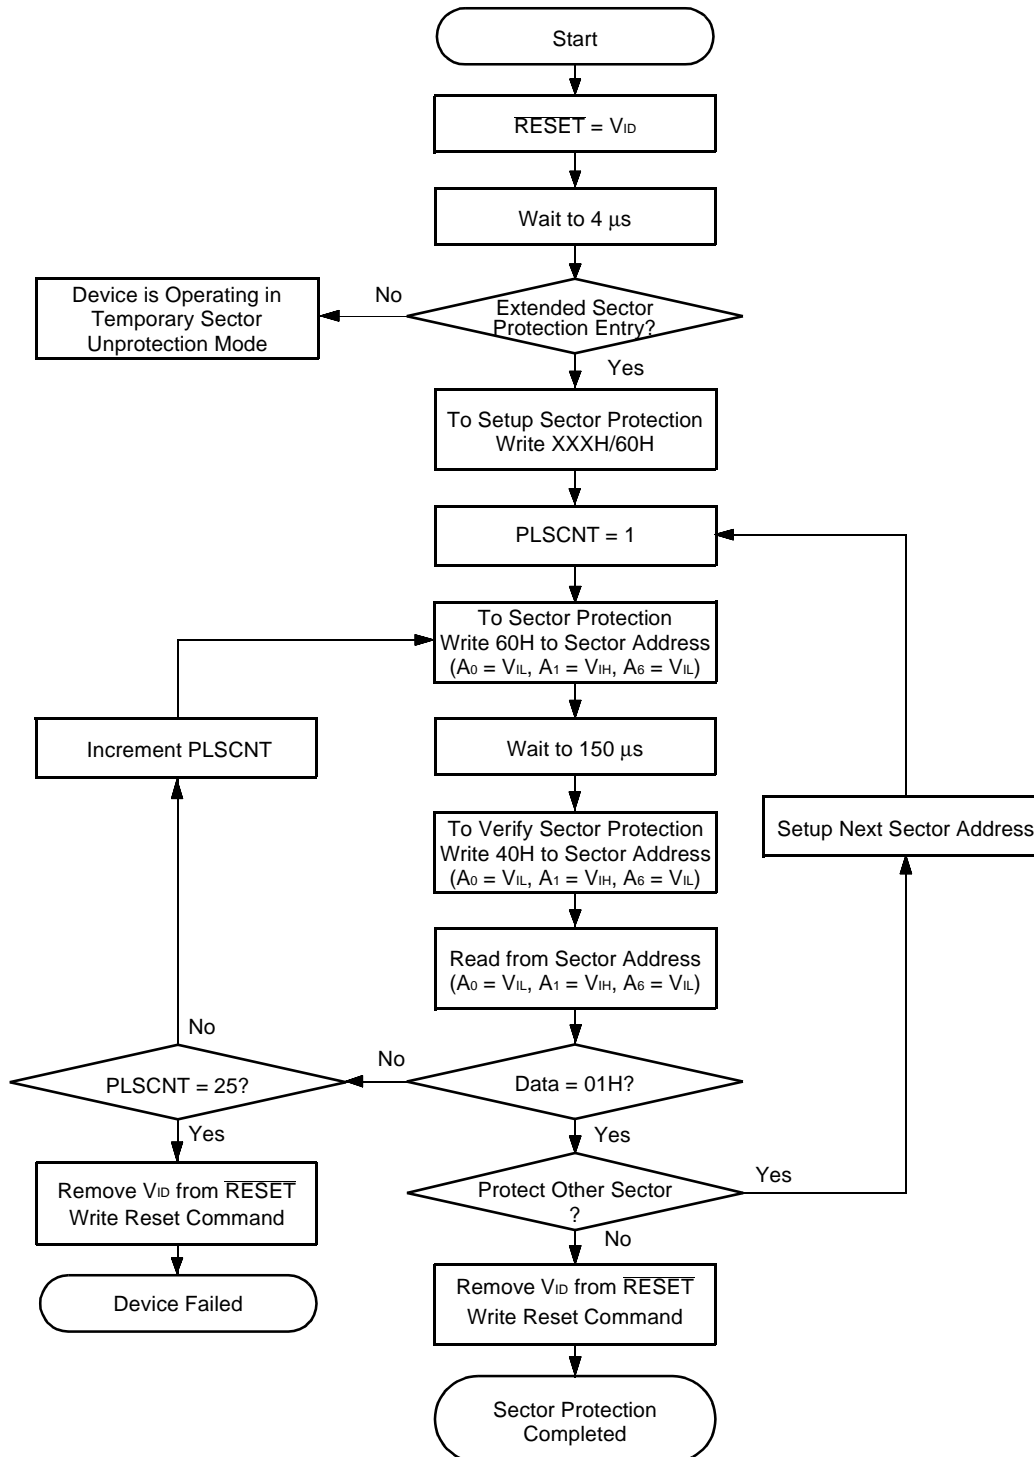 Start
RESET = VID
Wait to 4 μs
Extended Sector
Protection Entry?
No
Device is Operating in
Temporary Sector
Unprotection Mode
Yes
To Setup Sector Protection
Write XXXH/60H
PLSCNT = 1
To Sector Protection
Write 60H to Sector Address
(A0 = VIL, A1 = VIH, A6 = VIL)
Wait to 150 μs
Increment PLSCNT
To Verify Sector Protection
Write 40H to Sector Address
(A0 = VIL, A1 = VIH, A6 = VIL)
Setup Next Sector Address
Read from Sector Address
(A0 = VIL, A1 = VIH, A6 = VIL)
No
PLSCNT = 25?
No
Data = 01H?
Yes
Yes
Protect Other Sector
?
Yes
Remove VID from RESET
Write Reset Command
No
Device Failed
Remove VID from RESET
Write Reset Command
Sector Protection
Completed